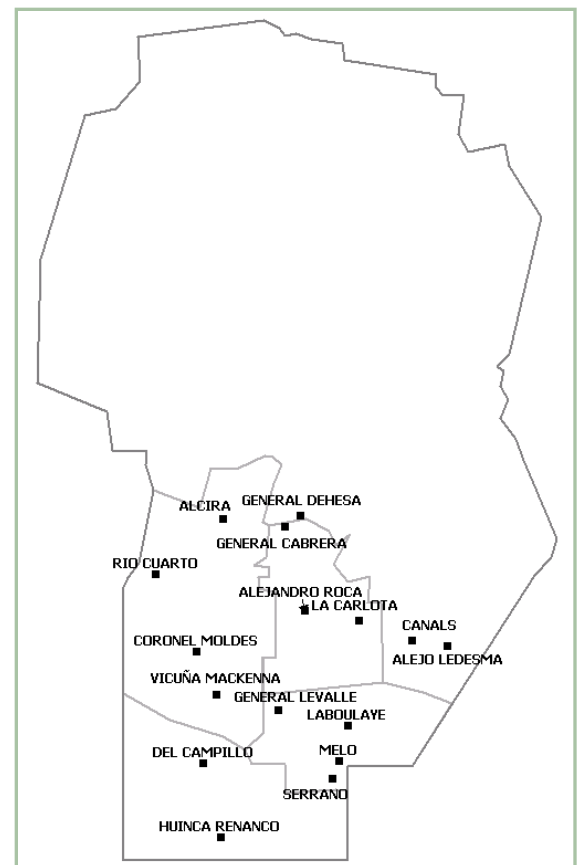 GENERAL DEHESA
ALCIRA
GENERAL CABRERA
RIO CUARTO
ALEJANDRO ROCA
LA CARLOTA
CANALS
CORONEL MOLDES
ALEJO LEDESMA
VICUÑA MACKENNA
GENERAL LEVALLE
LABOULAYE
DEL CAMPILLO
MELO
SERRANO
HUINCA RENANCO